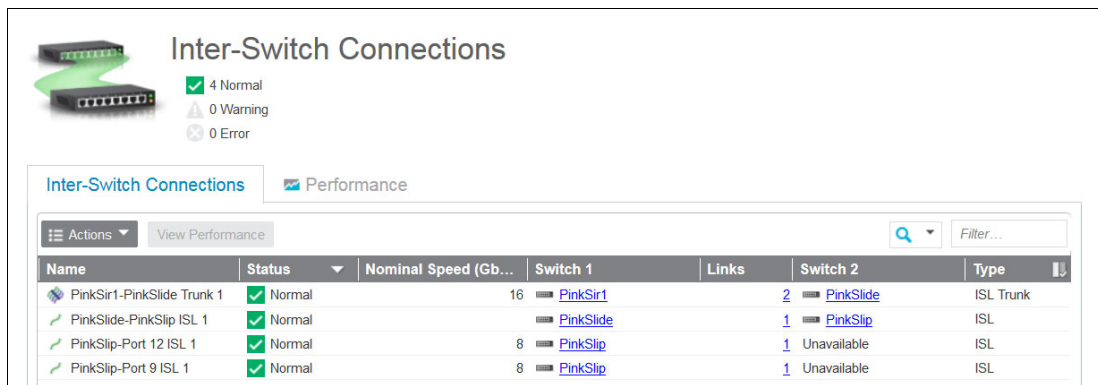 Inter-Switch Connections
4 Normal
0 Warning
0 Error
Inter-Switch Connections Performance
Actions View Performance Filter...
Name Status Nominal Speed (Gb... Switch 1 Links Switch 2 Type
PinkSir1-PinkSlide Trunk 1 Normal 16 PinkSir1 2 PinkSlide ISL Trunk
PinkSlide-PinkSlip ISL 1 Normal PinkSlide 1 PinkSlip ISL
PinkSlip-Port 12 ISL 1 Normal 8 PinkSlip 1 Unavailable ISL
PinkSlip-Port 9 ISL 1 Normal 8 PinkSlip 1 Unavailable ISL